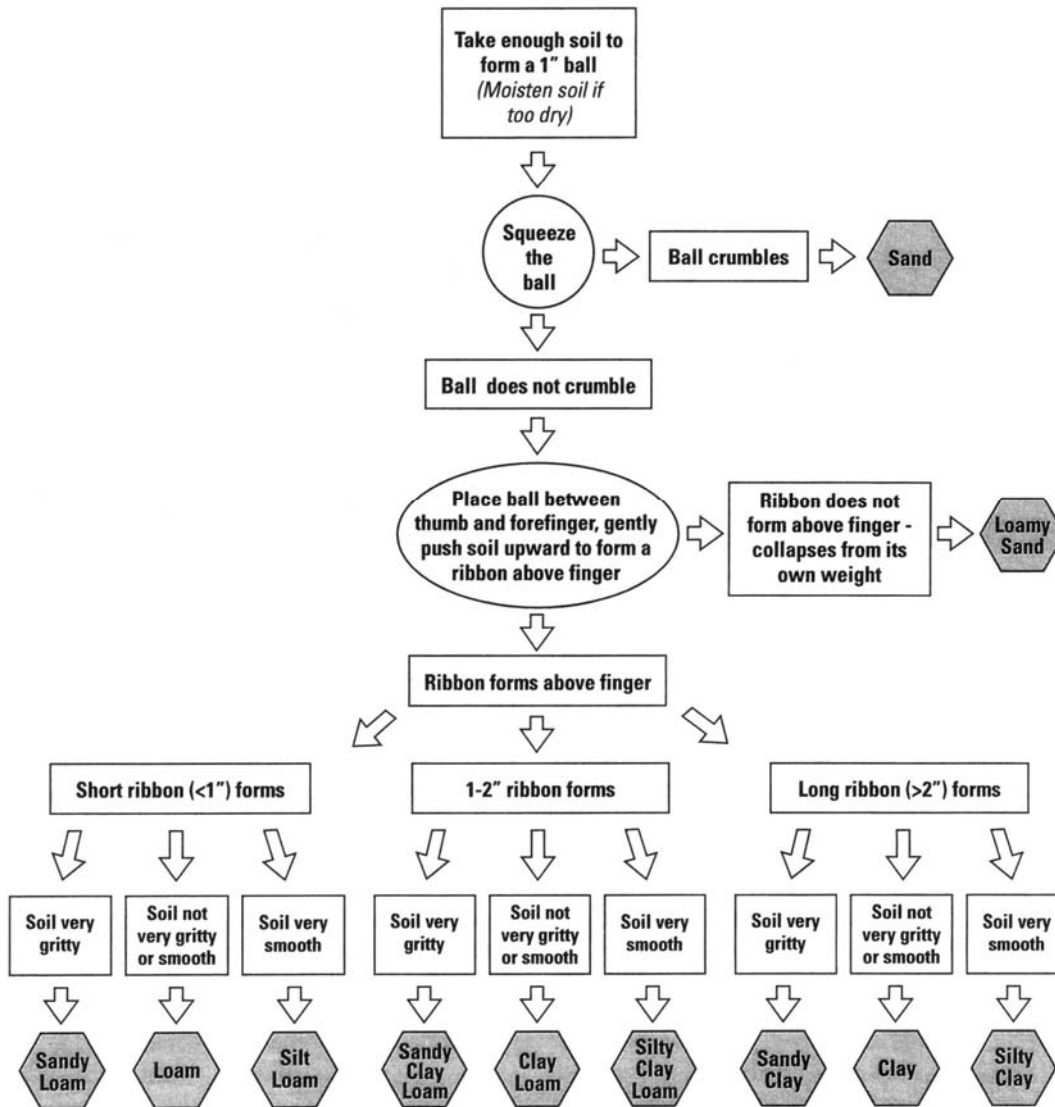 Take enough soil to
form a 1" ball
(Moisten soil if
too dry)
Squeeze
the
ball
Ball crumbles
Sand
Ball does not crumble
Place ball between
thumb and forefinger, gently
push soil upward to form a
ribbon above finger
Ribbon does not
form above finger -
collapses from its
own weight
Loamy
Sand
Ribbon forms above finger
Short ribbon (<1") forms
1-2" ribbon forms
Long ribbon (>2") forms
Soil very
gritty
Soil not
very gritty
or smooth
Soil very
smooth
Soil very
gritty
Soil not
very gritty
or smooth
Soil very
smooth
Soil very
gritty
Soil not
very gritty
or smooth
Soil very
smooth
Sandy
Loam
Loam
Silt
Loam
Sandy
Clay
Loam
Clay
Loam
Silty
Clay
Loam
Sandy
Clay
Clay
Silty
Clay